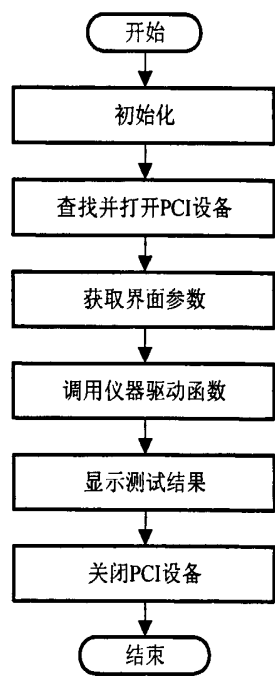 开始
初始化
查找并打开PCI设备
获取界面参数
调用仪器驱动函数
显示测试结果
关闭PCI设备
结束